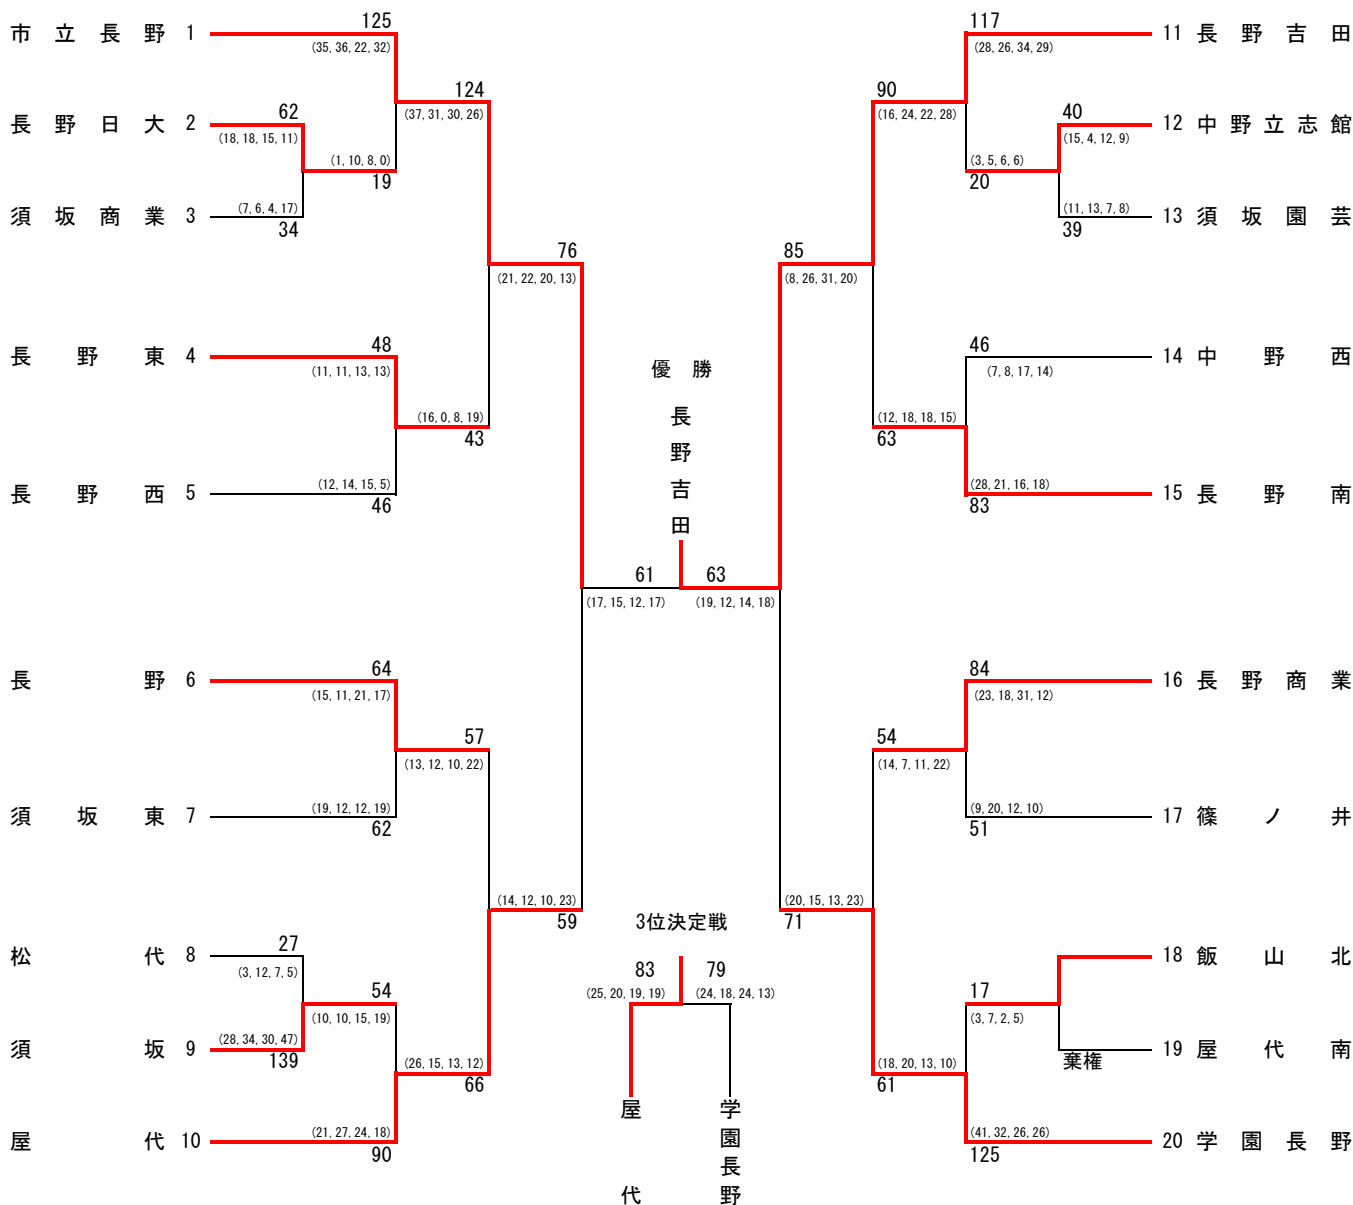 市立長野 1
125
(35, 36, 22, 32)
長野日大 2
62
(18, 18, 15, 11)
須坂商業 3
(7, 6, 4, 17)
34
(1, 10, 8, 0)
19
124
(37, 31, 30, 26)
長野東 4
48
(11, 11, 13, 13)
長野西 5
(12, 14, 15, 5)
46
(16, 0, 8, 19)
43
76
(21, 22, 20, 13)
長野 6
64
(15, 11, 21, 17)
須坂東 7
(19, 12, 12, 19)
62
57
(13, 12, 10, 22)
松代 8
27
(3, 12, 7, 5)
須坂 9
(28, 34, 30, 47)
139
54
(10, 10, 15, 19)
屋代 10
(21, 27, 24, 18)
90
(26, 15, 13, 12)
66
(14, 12, 10, 23)
59
優勝
長野吉田
61
(17, 15, 12, 17)
63
(19, 12, 14, 18)
3位決定戦
83
(25, 20, 19, 19)
79
(24, 18, 24, 13)
屋代
学園長野
117
(28, 26, 34, 29)
11 長野吉田
40
(15, 4, 12, 9)
12 中野立志館
(11, 13, 7, 8)
39
13 須坂園芸
(3, 5, 6, 6)
20
90
(16, 24, 22, 28)
85
(8, 26, 31, 20)
46
(7, 8, 17, 14)
14 中野西
(28, 21, 16, 18)
83
15 長野南
(12, 18, 18, 15)
63
84
(23, 18, 31, 12)
16 長野商業
(9, 20, 12, 10)
51
17 篠ノ井
54
(14, 7, 11, 22)
(20, 15, 13, 23)
71
18 飯山北
17
(3, 7, 2, 5)
棄権
19 屋代南
(18, 20, 13, 10)
61
(41, 32, 26, 26)
125
20 学園長野